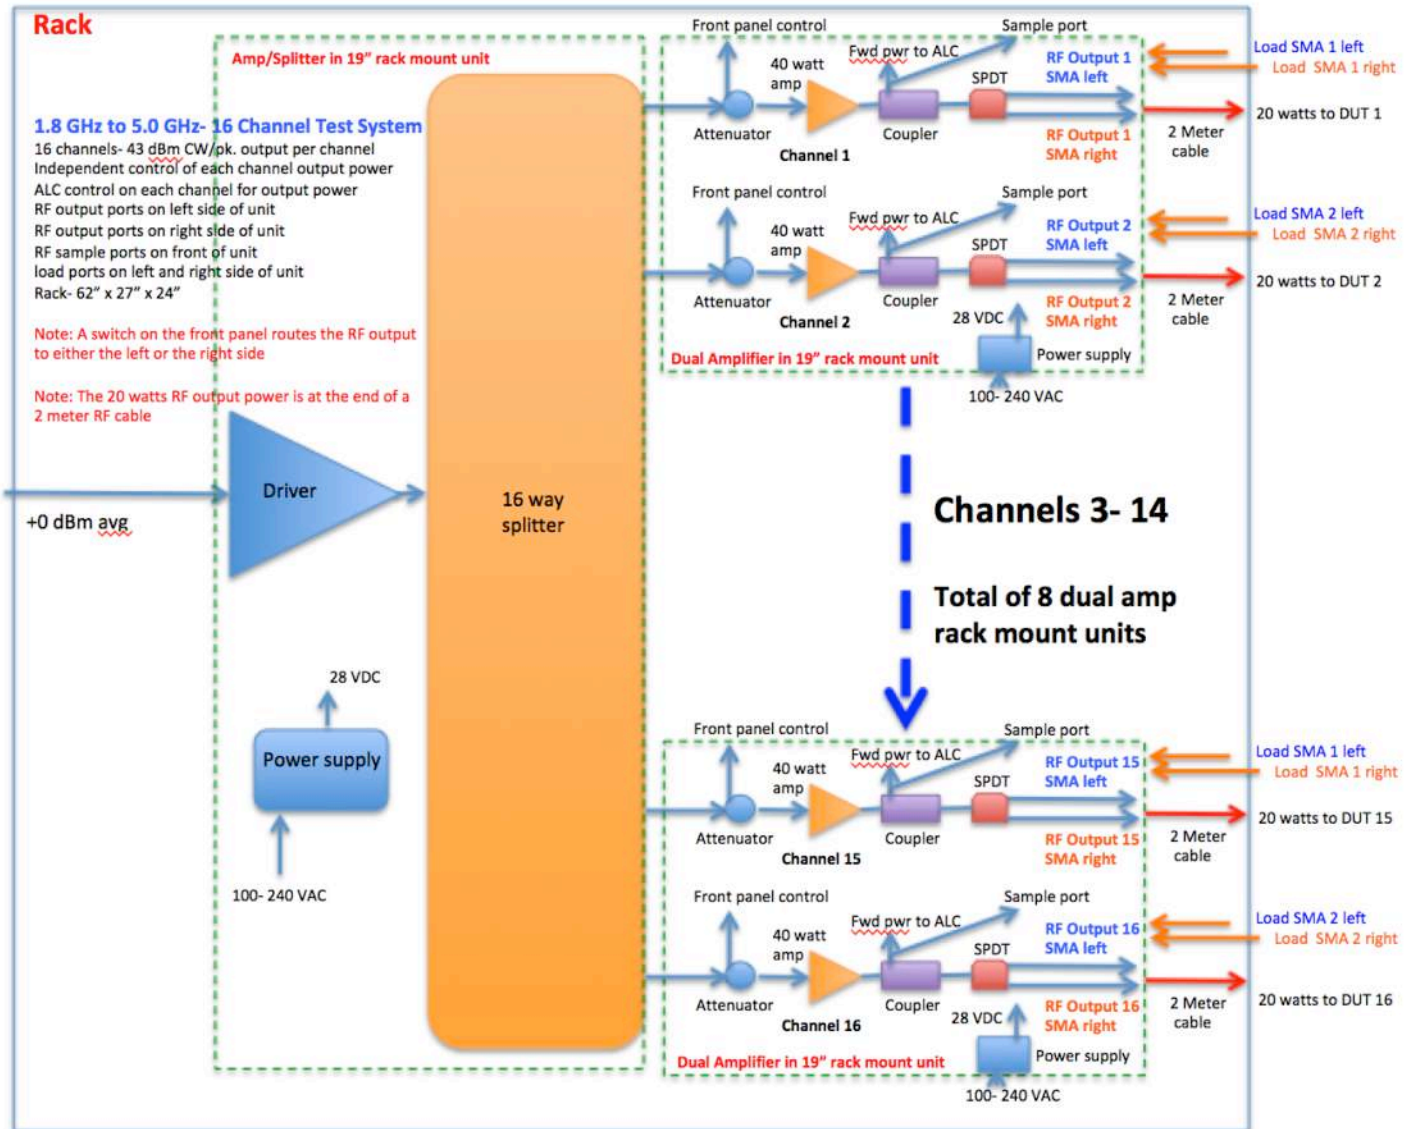 Rack
Amp/Splitter in 19” rack mount unit
1.8 GHz to 5.0 GHz- 16 Channel Test System
16 channels- 43 dBm CW/pk. output per channel
Independent control of each channel output power
ALC control on each channel for output power
RF output ports on left side of unit
RF output ports on right side of unit
RF sample ports on front of unit
load ports on left and right side of unit
Rack- 62” x 27” x 24”
Note: A switch on the front panel routes the RF output
to either the left or the right side
Note: The 20 watts RF output power is at the end of a
2 meter RF cable
Driver
+0 dBm avg
16 way
splitter
28 VDC
Power supply
100- 240 VAC
Front panel control
Sample port
40 watt
amp
Fwd pwr to ALC
SPDT
RF Output 1
SMA left
Load SMA 1 left
Load SMA 1 right
Attenuator
Channel 1
Coupler
RF Output 1
SMA right
2 Meter
cable
20 watts to DUT 1
Front panel control
Sample port
40 watt
amp
Fwd pwr to ALC
SPDT
RF Output 2
SMA left
Load SMA 2 left
Load SMA 2 right
Attenuator
Channel 2
Coupler
RF Output 2
SMA right
2 Meter
cable
20 watts to DUT 2
28 VDC
Power supply
Dual Amplifier in 19” rack mount unit
100- 240 VAC
Channels 3- 14
Total of 8 dual amp
rack mount units
Front panel control
Sample port
40 watt
amp
Fwd pwr to ALC
SPDT
RF Output 15
SMA left
Load SMA 1 left
Load SMA 1 right
Attenuator
Channel 15
Coupler
RF Output 15
SMA right
2 Meter
cable
20 watts to DUT 15
Front panel control
Sample port
40 watt
amp
Fwd pwr to ALC
SPDT
RF Output 16
SMA left
Load SMA 2 left
Load SMA 2 right
Attenuator
Channel 16
Coupler
RF Output 16
SMA right
2 Meter
cable
20 watts to DUT 16
28 VDC
Power supply
Dual Amplifier in 19” rack mount unit
100- 240 VAC